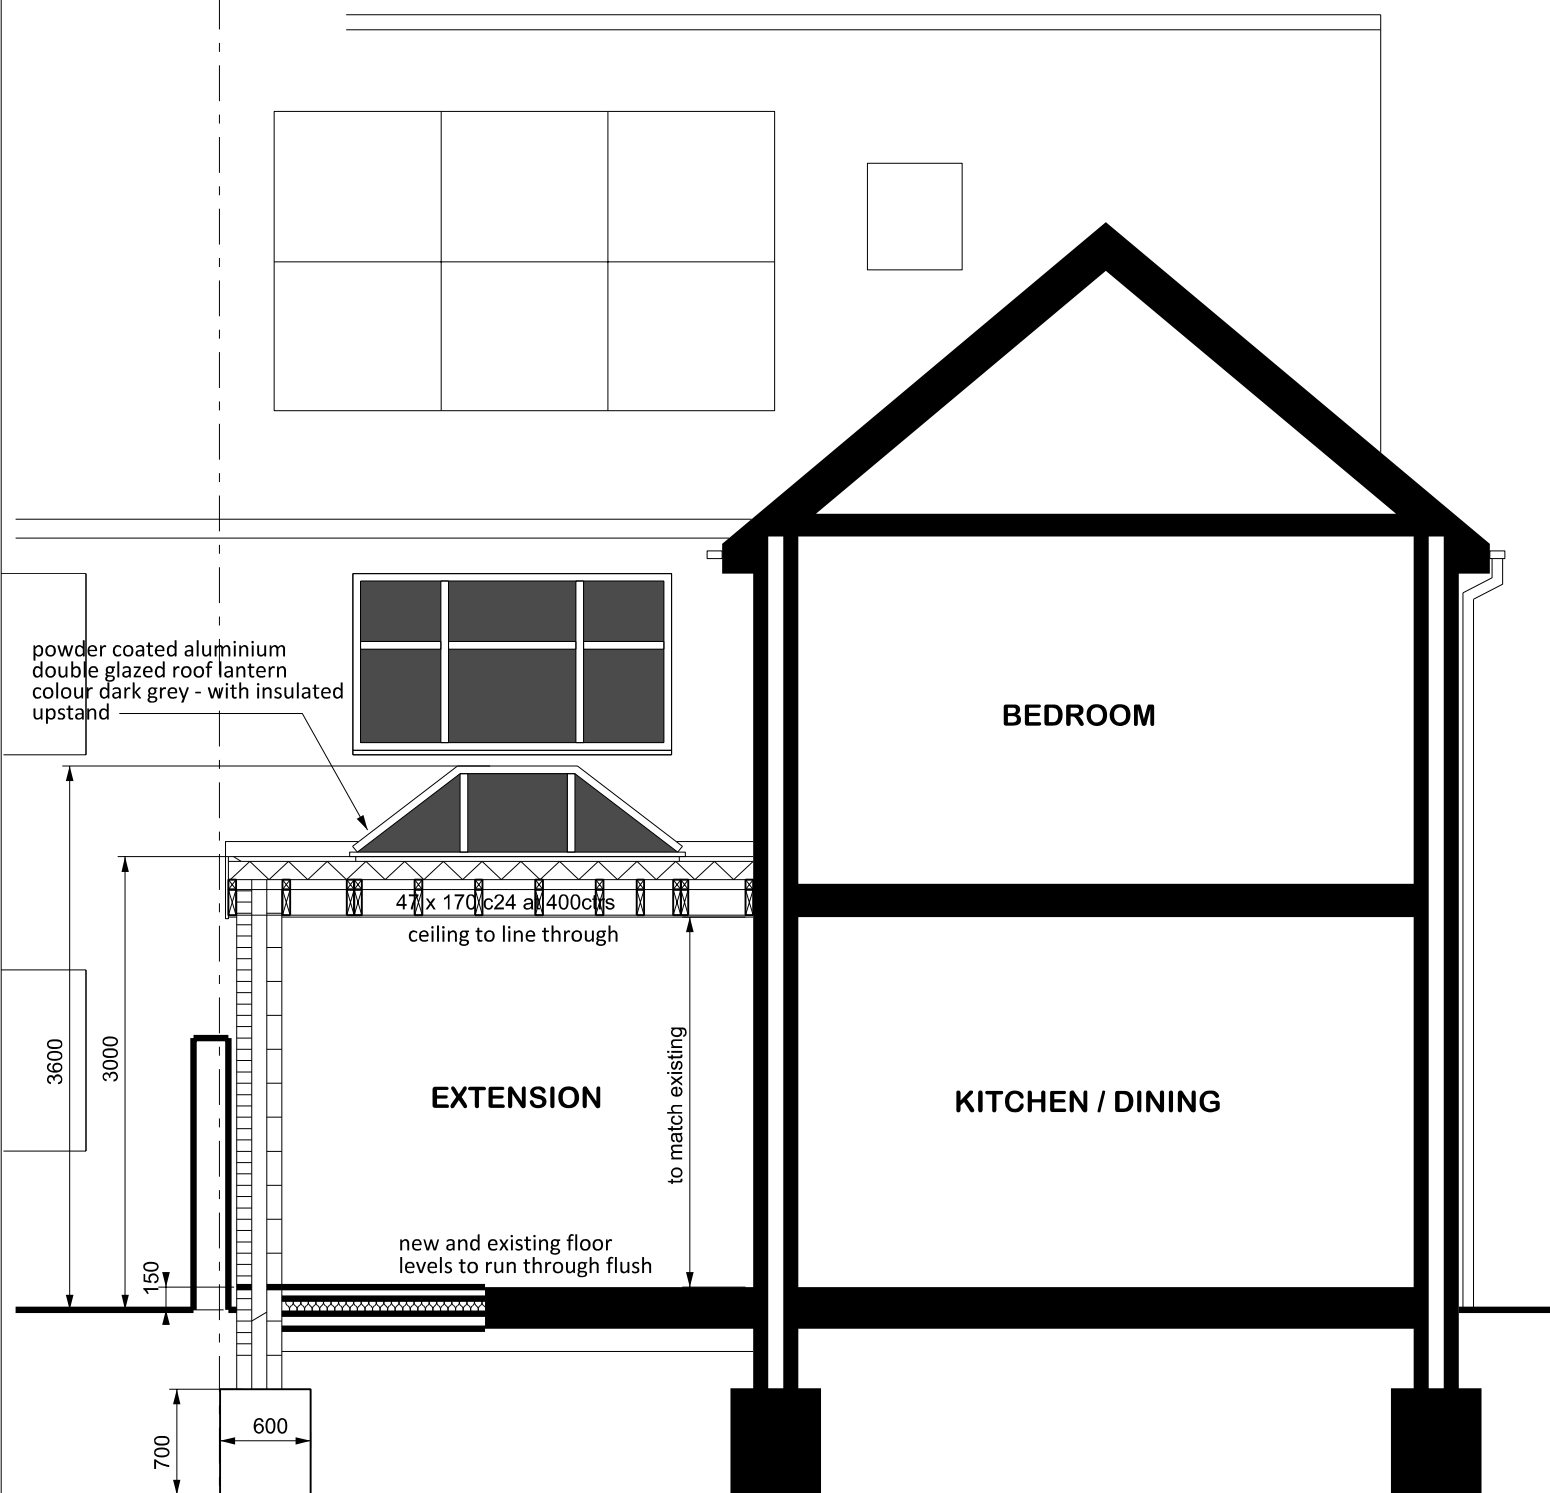 powder coated aluminium
double glazed roof lantern
colour dark grey - with insulated
upstand
BEDROOM
47 x 170 c24 at 400ctrs
ceiling to line through
3600
3000
to match existing
EXTENSION
KITCHEN / DINING
new and existing floor
levels to run through flush
150
600
700